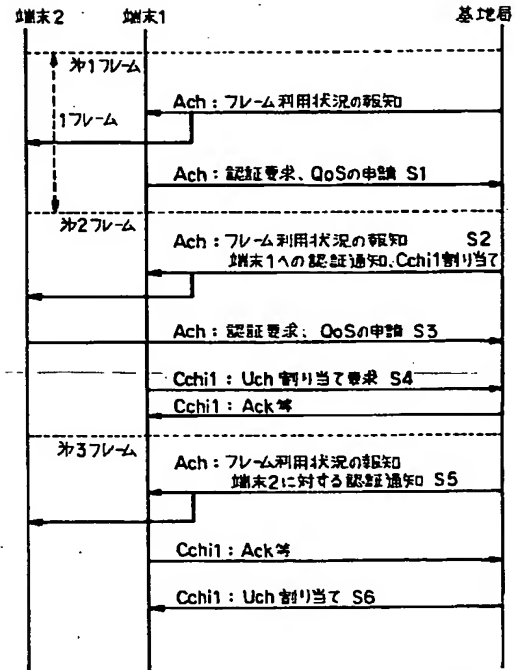 端末2 端末1 基地局
第1フレーム
Ach:フレーム利用状況の報知
1フレーム
Ach:認証要求、QoSの申請 S1
第2フレーム
Ach:フレーム利用状況の報知 S2
端末1への認証通知、Cchi1割り当て
Ach:認証要求、QoSの申請 S3
Cchi1:Uch 割り当て要求 S4
Cchi1:Ack等
第3フレーム
Ach:フレーム利用状況の報知
端末2に対する認証通知 S5
Cchi1:Ack等
Cchi1:Uch 割り当て S6